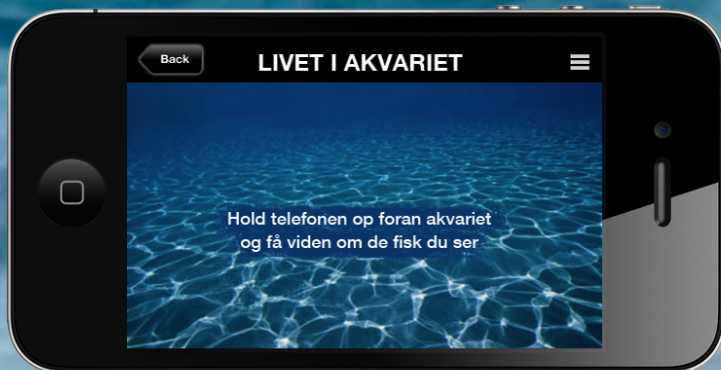 Back
LIVET I AKVARIET
Hold telefonen op foran akvariet
og få viden om de fisk du ser